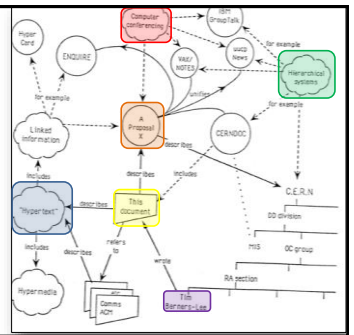 IBM
GroupTalk
Computer
conferencing
Hyper
Card
ENQUIRE
UUCP
News
VAX/
NOTES
for example
Hierarchical
systems
for example
unifies
for example
A
Proposal
X
CERNDOC
Linked
information
describes
includes
describes
includes
C.E.R.N
"Hypertext"
describes
This
document
DD division
refers
to
includes
describes
wrote
MIS
OC group
RA section
Hypermedia
Comms
ACM
Tim
Berners-Lee